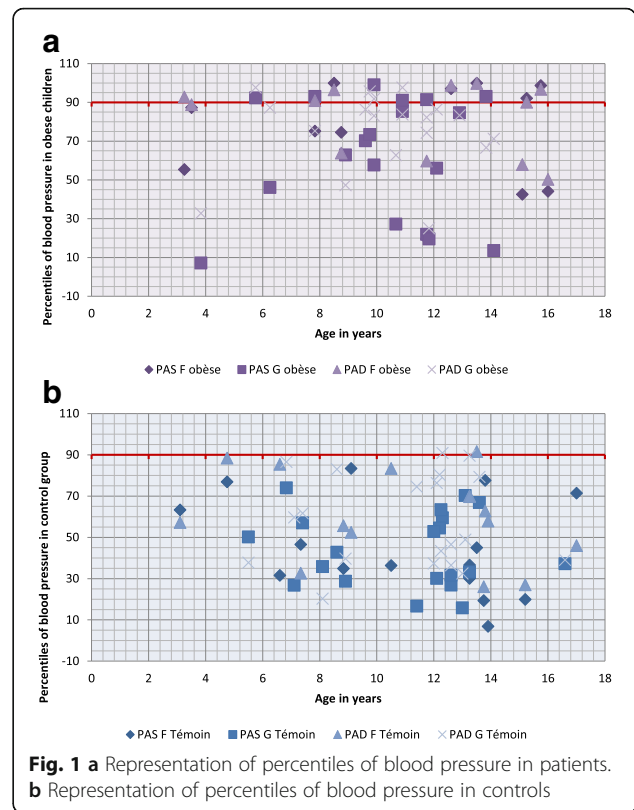 a
Percentiles of blood pressure in obese children
110
90
70
50
30
10
-10
0 2 4 6 8 10 12 14 16 18
Age in years
PAS F obèse PAS G obèse PAD F obèse PAD G obèse
b
Percentiles of blood pressure in control group
110
90
70
50
30
10
-10
0 2 4 6 8 10 12 14 16 18
Age in years
PAS F Témoin PAS G Témoin PAD F Témoin PAD G Témoin
Fig. 1 a Representation of percentiles of blood pressure in patients.
b Representation of percentiles of blood pressure in controls